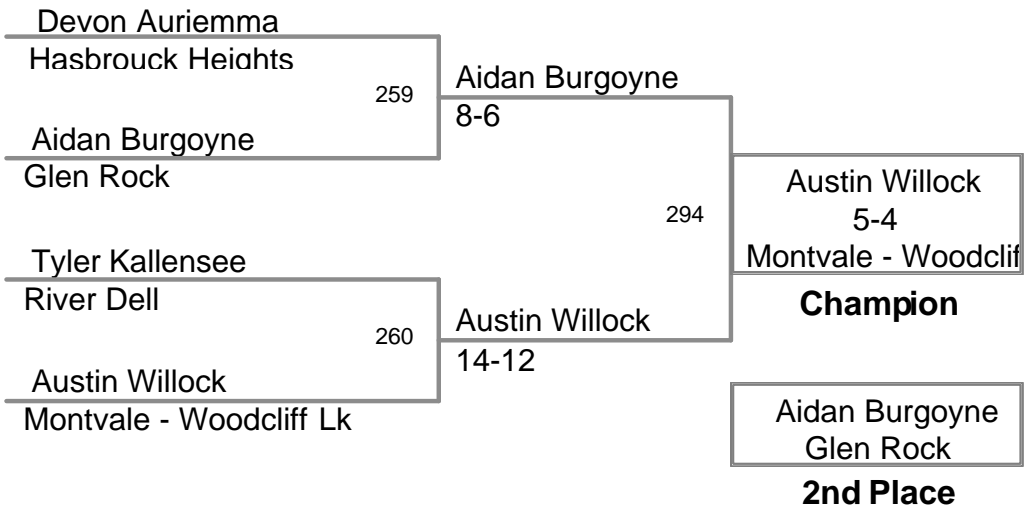 Devon Auriemma
Hasbrouck Heights
259
Aidan Burgoyne
8-6
Aidan Burgoyne
Glen Rock
294
Austin Willock
5-4
Montvale - Woodclif
Champion
Tyler Kallensee
River Dell
260
Austin Willock
14-12
Austin Willock
Montvale - Woodcliff Lk
Aidan Burgoyne
Glen Rock
2nd Place